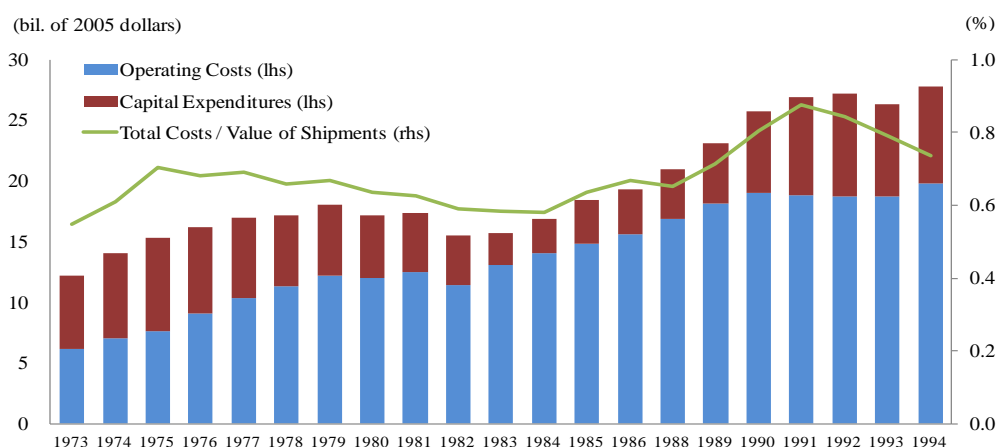 (bil. of 2005 dollars) (%)
30 1.0
Operating Costs (lhs)
Capital Expenditures (lhs)
25
Total Costs / Value of Shipments (rhs)
0.8
20
0.6
15
0.4
10
5 0.2
0 0.0
1973 1974 1975 1976 1977 1978 1979 1980 1981 1982 1983 1984 1985 1986 1988 1989 1990 1991 1992 1993 1994